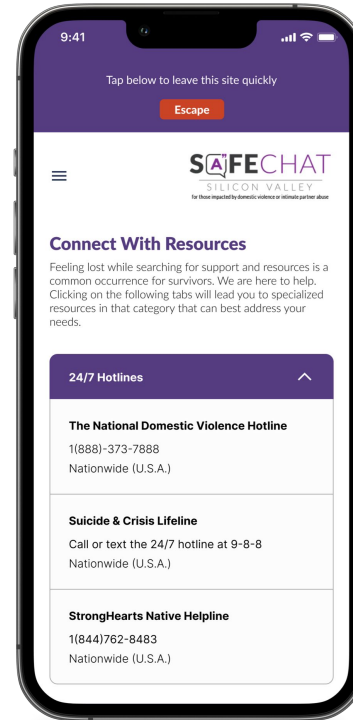 9:41
Tap below to leave this site quickly
Escape
SAFECHAT
SILICON VALLEY
for those impacted by domestic violence or intimate partner abuse
Connect With Resources
Feeling lost while searching for support and resources is a
common occurrence for survivors. We are here to help.
Clicking on the following tabs will lead you to specialized
resources in that category that can best address your
needs.
24/7 Hotlines
The National Domestic Violence Hotline
1(888)-373-7888
Nationwide (U.S.A.)
Suicide & Crisis Lifeline
Call or text the 24/7 hotline at 9-8-8
Nationwide (U.S.A.)
StrongHearts Native Helpline
1(844)762-8483
Nationwide (U.S.A.)